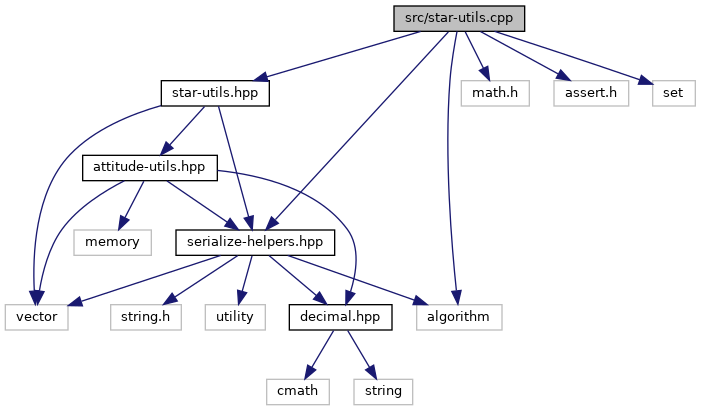 src/star-utils.cpp
star-utils.hpp
math.h
assert.h
set
attitude-utils.hpp
memory
serialize-helpers.hpp
vector
string.h
utility
decimal.hpp
algorithm
cmath
string